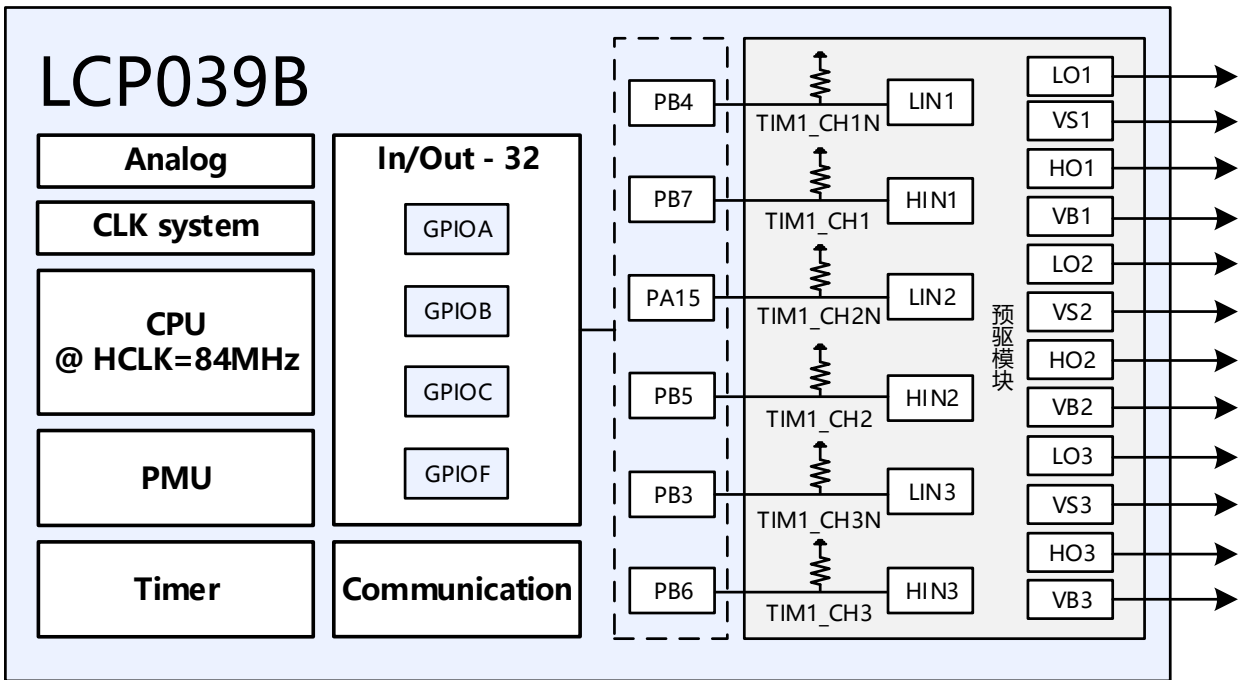 LCP039B
Analog
CLK system
CPU
@ HCLK=84MHz
PMU
Timer
In/Out - 32
GPIOA
GPIOB
GPIOC
GPIOF
Communication
PB4
PB7
PA15
PB5
PB3
PB6
TIM1_CH1N
LIN1
TIM1_CH1
HIN1
TIM1_CH2N
LIN2
TIM1_CH2
HIN2
TIM1_CH3N
LIN3
TIM1_CH3
HIN3
预驱模块
LO1
VS1
HO1
VB1
LO2
VS2
HO2
VB2
LO3
VS3
HO3
VB3